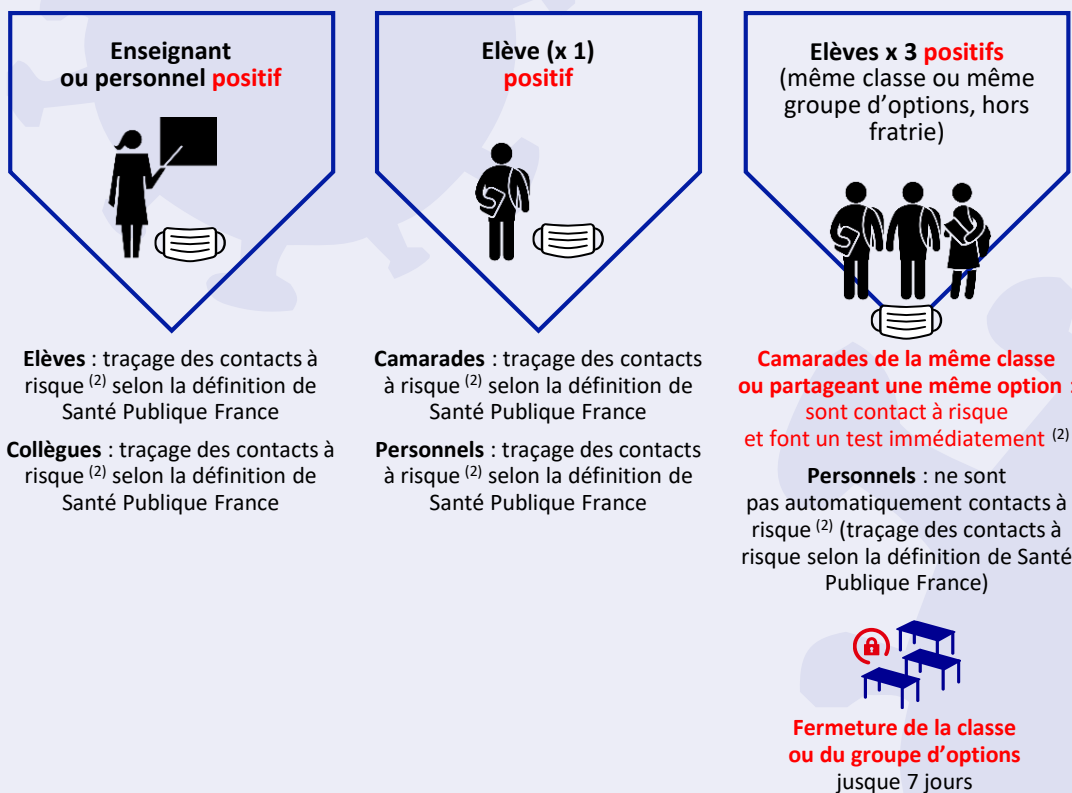 Enseignant
ou personnel positif
Elève (x 1)
positif
Elèves x 3 positifs
(même classe ou même
groupe d'options, hors
fratrie)
Elèves : traçage des contacts à
risque (2) selon la définition de
Santé Publique France
Collègues : traçage des contacts à
risque (2) selon la définition de
Santé Publique France
Camarades : traçage des contacts
à risque (2) selon la définition de
Santé Publique France
Personnels : traçage des contacts
à risque (2) selon la définition de
Santé Publique France
Camarades de la même classe
ou partageant une même option :
sont contact à risque
et font un test immédiatement (2)
Personnels : ne sont
pas automatiquement contacts à
risque (2) (traçage des contacts à
risque selon la définition de Santé
Publique France)
Fermeture de la classe
ou du groupe d'options
jusque 7 jours